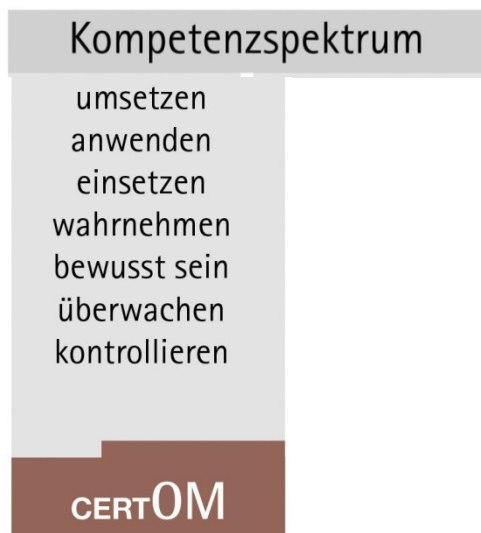 Kompetenzspektrum
umsetzen
anwenden
einsetzen
wahrnehmen
bewusst sein
überwachen
kontrollieren
CERTOM